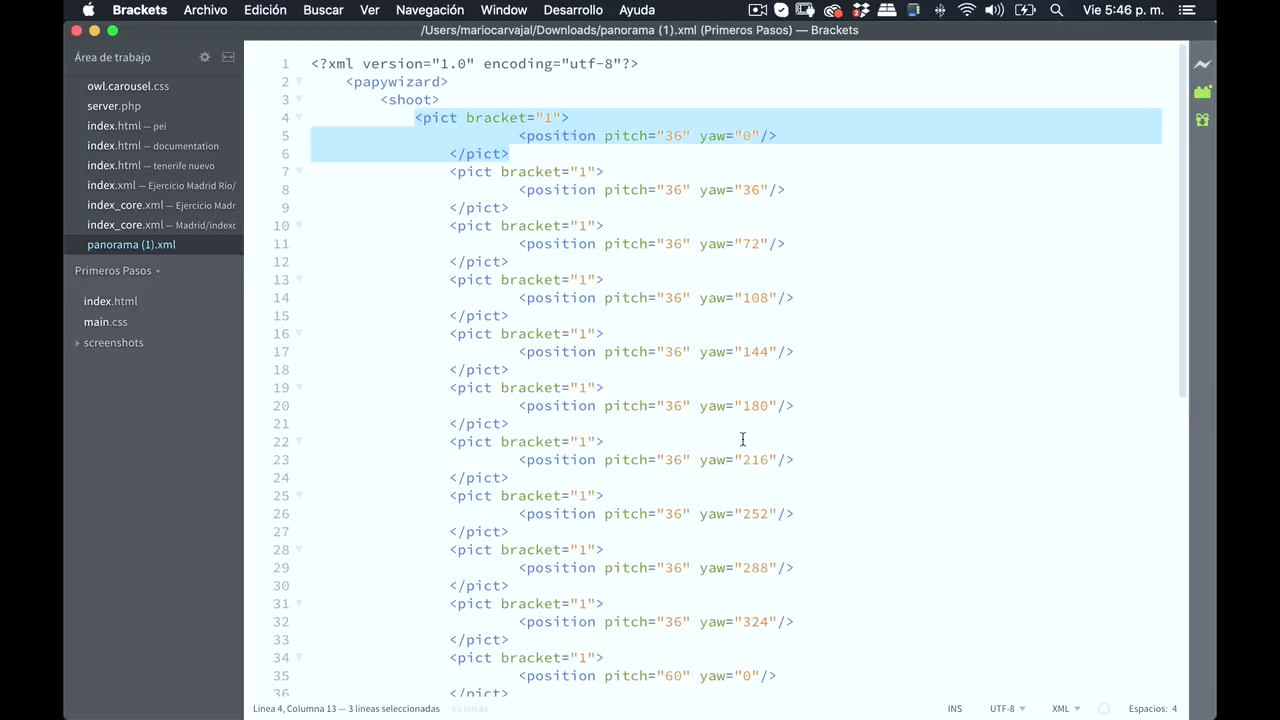 Brackets Archivo Edición Buscar Ver Navegación Window Desarrollo Ayuda Vie 5:46 p. m.
/Users/mariocarvajal/Downloads/panorama (1).xml (Primeros Pasos) — Brackets
Área de trabajo
owl.carousel.css
server.php
index.html — pei
index.html — documentation
index.html — tenerife nuevo
index.xml — Ejercicio Madrid Río/
index_core.xml — Ejercicio Madr
index_core.xml — Madrid/indexc
panorama (1).xml
Primeros Pasos
index.html
main.css
screenshots
1 <?xml version="1.0" encoding="utf-8"?>
2 <papywizard>
3 <shoot>
4 <pict bracket="1">
5 <position pitch="36" yaw="0"/>
6 </pict>
7 <pict bracket="1">
8 <position pitch="36" yaw="36"/>
9 </pict>
10 <pict bracket="1">
11 <position pitch="36" yaw="72"/>
12 </pict>
13 <pict bracket="1">
14 <position pitch="36" yaw="108"/>
15 </pict>
16 <pict bracket="1">
17 <position pitch="36" yaw="144"/>
18 </pict>
19 <pict bracket="1">
20 <position pitch="36" yaw="180"/>
21 </pict>
22 <pict bracket="1">
23 <position pitch="36" yaw="216"/>
24 </pict>
25 <pict bracket="1">
26 <position pitch="36" yaw="252"/>
27 </pict>
28 <pict bracket="1">
29 <position pitch="36" yaw="288"/>
30 </pict>
31 <pict bracket="1">
32 <position pitch="36" yaw="324"/>
33 </pict>
34 <pict bracket="1">
35 <position pitch="60" yaw="0"/>
36 </pict>
Línea 4, Columna 13 — 3 líneas seleccionadas — 65 líneas INS UTF-8 XML Espacios: 4